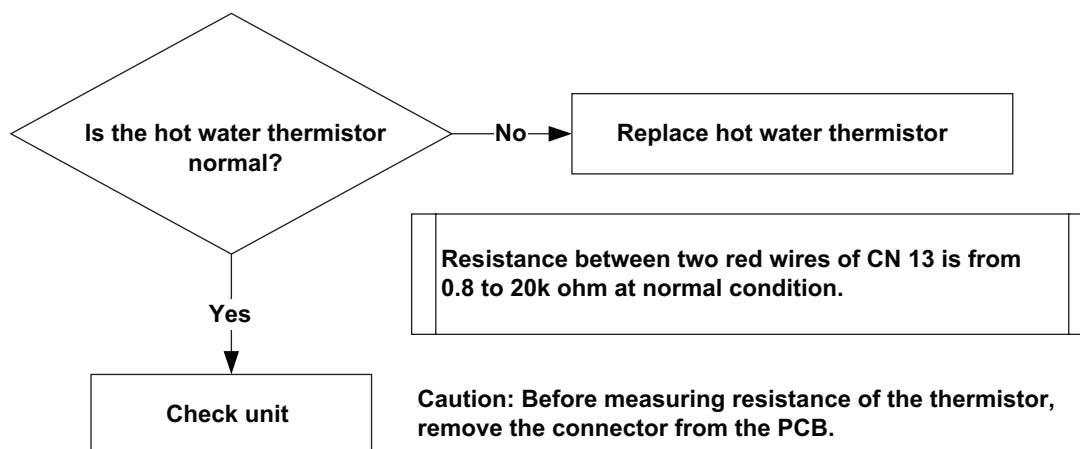 Is the hot water thermistor
normal?
No
Replace hot water thermistor
Resistance between two red wires of CN 13 is from
0.8 to 20k ohm at normal condition.
Yes
Check unit
Caution: Before measuring resistance of the thermistor,
remove the connector from the PCB.